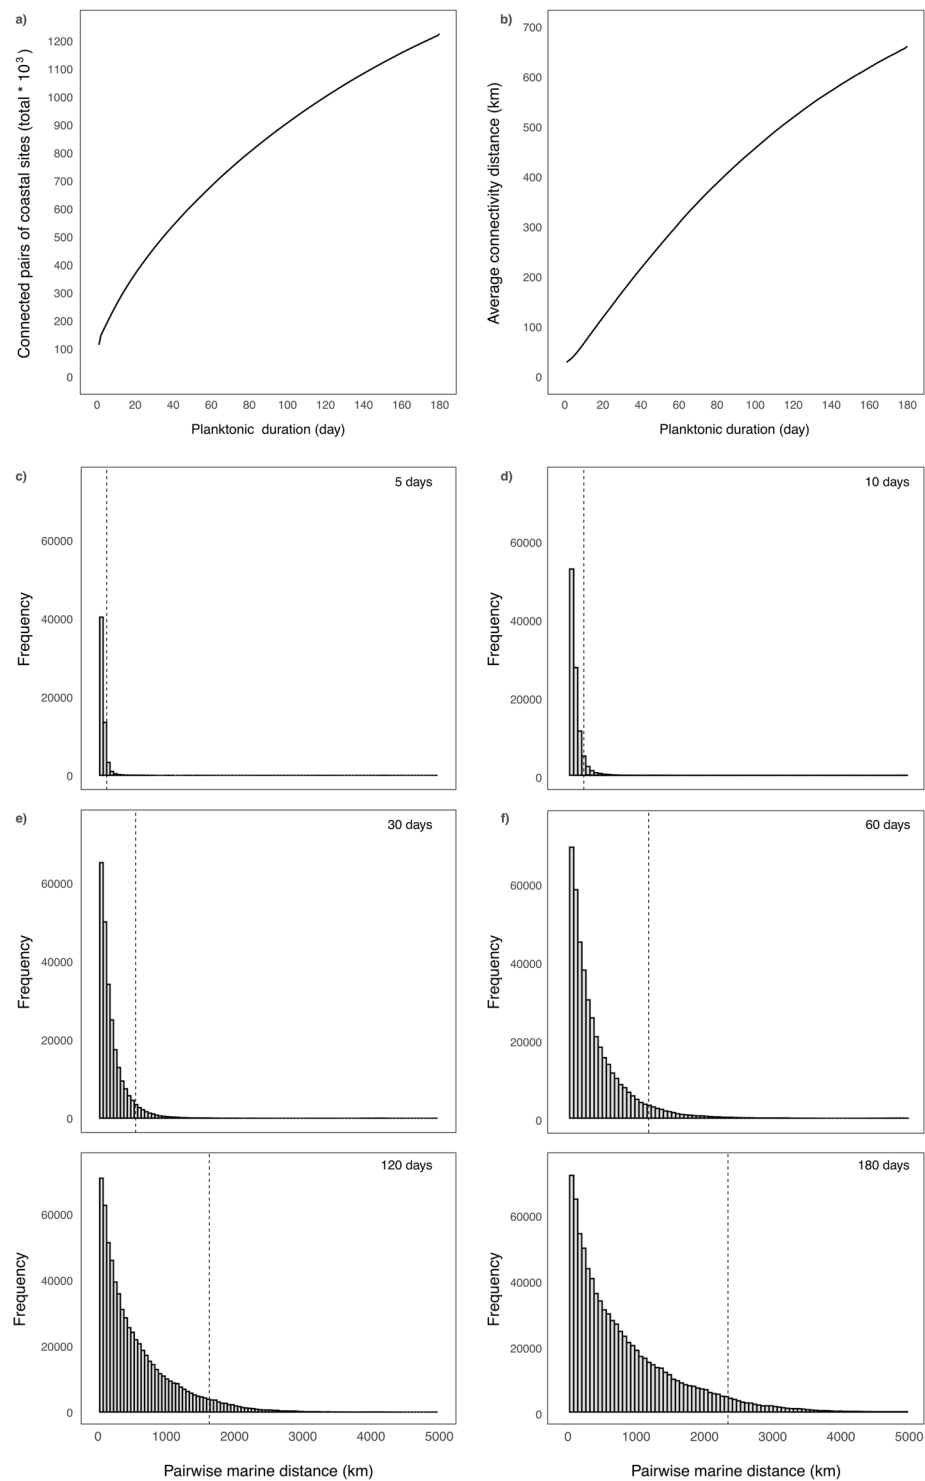 a)
Connected pairs of coastal sites (total * 10³ )
1200
1100
1000
900
800
700
600
500
400
300
200
100
0
0 20 40 60 80 100 120 140 160 180
Planktonic duration (day)
b)
Average connectivity distance (km)
700
600
500
400
300
200
100
0
0 20 40 60 80 100 120 140 160 180
Planktonic duration (day)
c)
5 days
Frequency
60000
40000
20000
0
d)
10 days
Frequency
60000
40000
20000
0
e)
30 days
Frequency
60000
40000
20000
0
f)
60 days
Frequency
60000
40000
20000
0
120 days
Frequency
60000
40000
20000
0
0 1000 2000 3000 4000 5000
Pairwise marine distance (km)
180 days
Frequency
60000
40000
20000
0
0 1000 2000 3000 4000 5000
Pairwise marine distance (km)